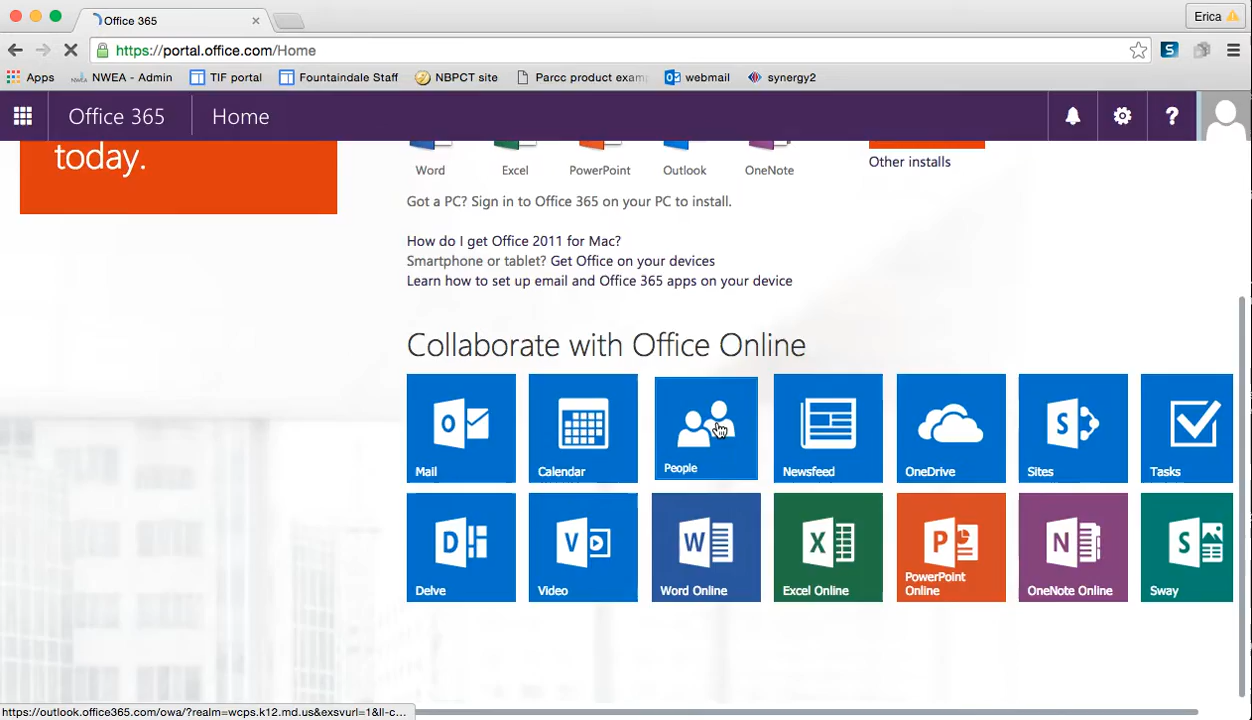 Office 365
Erica
https://portal.office.com/Home
S
Apps NWEA - Admin TIF portal Fountaindale Staff NBPCT site Parcc product exam webmail synergy2
Office 365 Home ?
today.
Word Excel PowerPoint Outlook OneNote
Other installs
Got a PC? Sign in to Office 365 on your PC to install.
How do I get Office 2011 for Mac?
Smartphone or tablet? Get Office on your devices
Learn how to set up email and Office 365 apps on your device
Collaborate with Office Online
O S
Mail Calendar People Newsfeed OneDrive Sites Tasks
D V W X P N S
Delve Video Word Online Excel Online PowerPoint Online OneNote Online Sway
https://outlook.office365.com/owa/?realm=wcps.k12.md.us&exsvurl=1&ll-c...